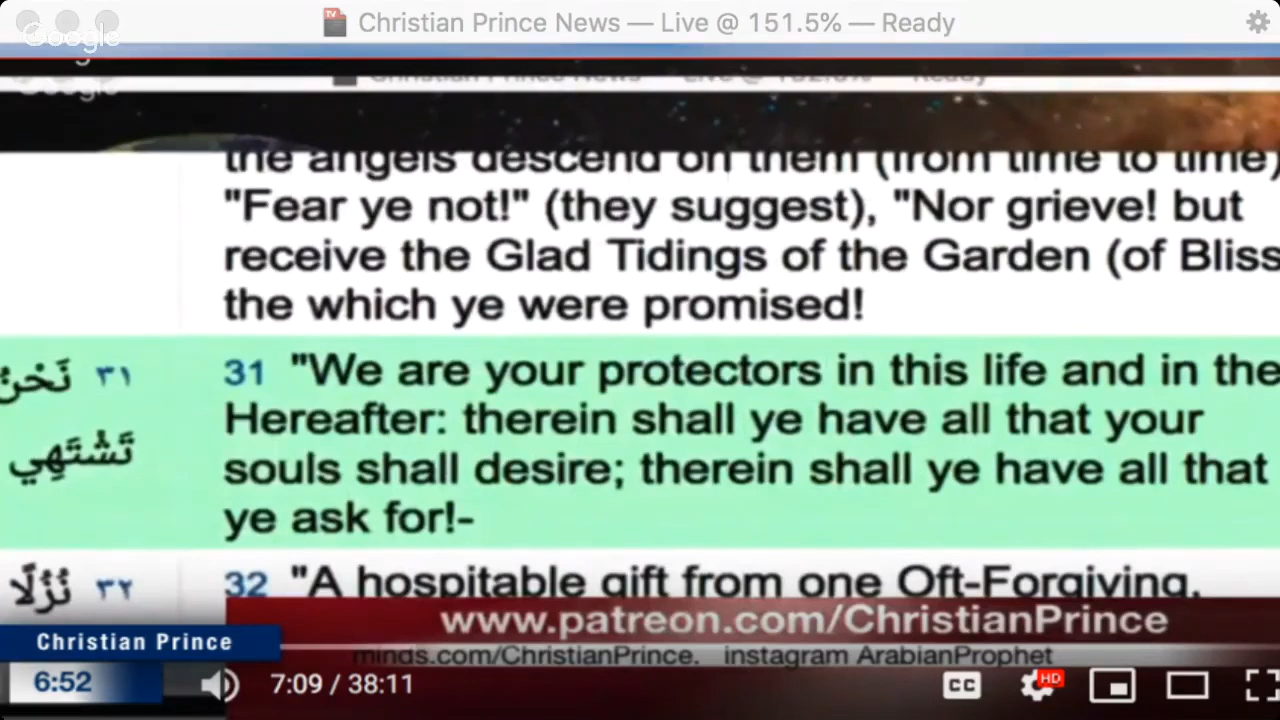 Christian Prince News — Live @ 151.5% — Ready
Google
the angels descend on them (from time to time)
"Fear ye not!" (they suggest), "Nor grieve! but
receive the Glad Tidings of the Garden (of Bliss
the which ye were promised!
نَحْنُ ٣١
31 "We are your protectors in this life and in the
Hereafter: therein shall ye have all that your
تَشْتَهِي
souls shall desire; therein shall ye have all that
ye ask for!-
نُزُلًا ٣٢
32 "A hospitable gift from one Oft-Forgiving,
www.patreon.com/ChristianPrince
Christian Prince
minds.com/ChristianPrince. instagram ArabianProphet
6:52
7:09 / 38:11
CC
HD